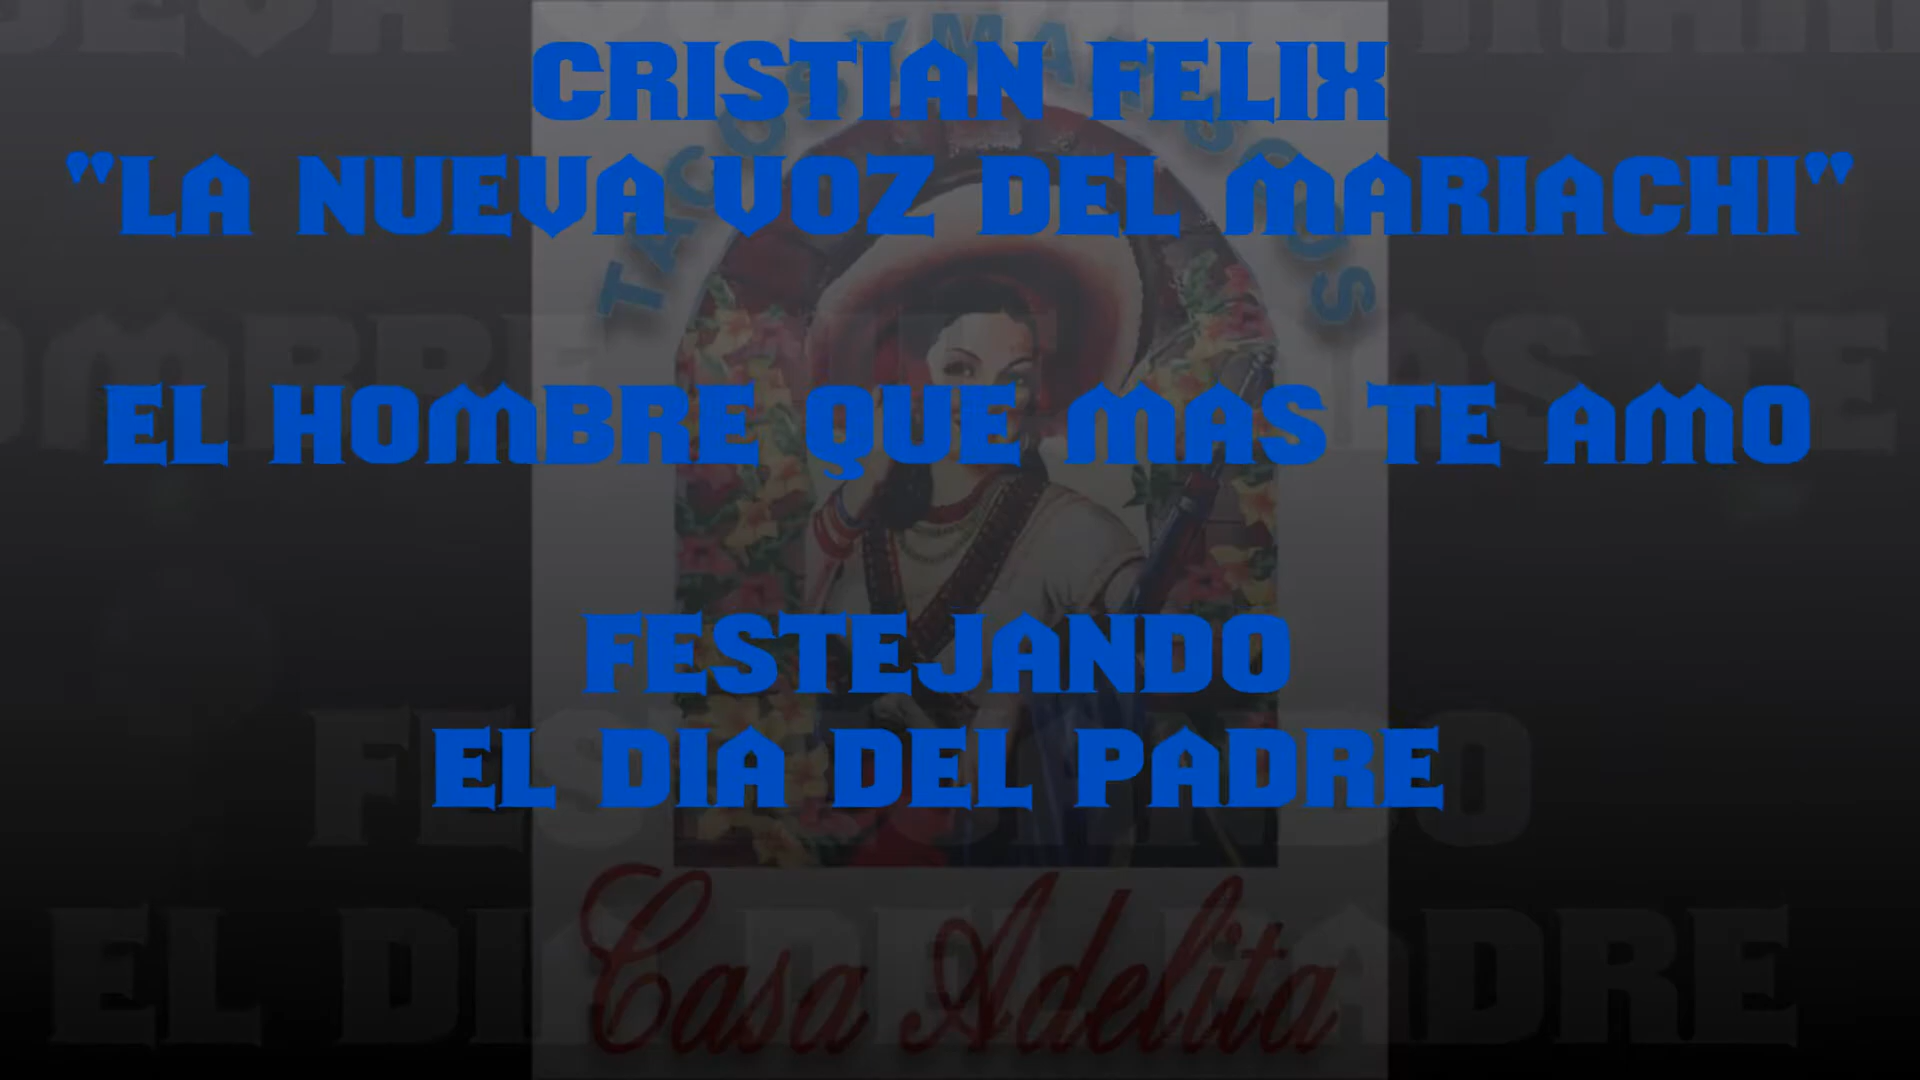 CRISTIAN FELIX
"LA NUEVA VOZ DEL MARIACHI"
EL HOMBRE QUE MAS TE AMO
FESTEJANDO
EL DIA DEL PADRE
Casa Adelita